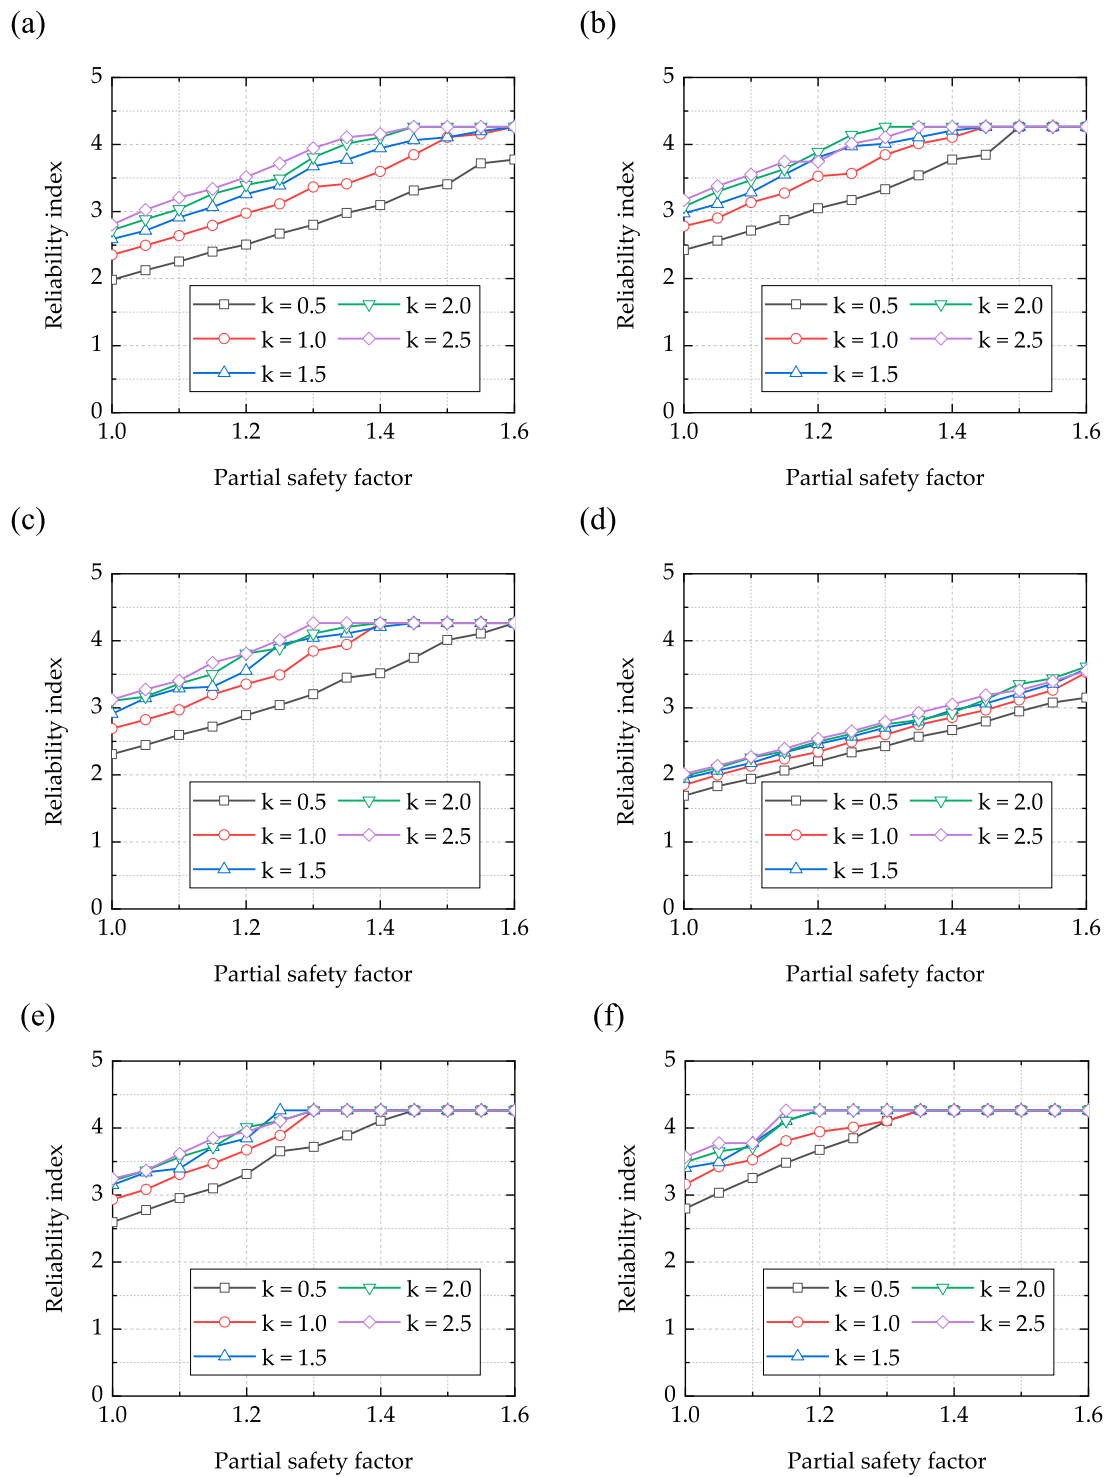 (a)
5
4
3
2
1
0
Reliability index
k = 0.5
k = 2.0
k = 1.0
k = 2.5
k = 1.5
1.0
1.2
1.4
1.6
Partial safety factor
(b)
5
4
3
2
1
0
Reliability index
k = 0.5
k = 2.0
k = 1.0
k = 2.5
k = 1.5
1.0
1.2
1.4
1.6
Partial safety factor
(c)
5
4
3
2
1
0
Reliability index
k = 0.5
k = 2.0
k = 1.0
k = 2.5
k = 1.5
1.0
1.2
1.4
1.6
Partial safety factor
(d)
5
4
3
2
1
0
Reliability index
k = 0.5
k = 2.0
k = 1.0
k = 2.5
k = 1.5
1.0
1.2
1.4
1.6
Partial safety factor
(e)
5
4
3
2
1
0
Reliability index
k = 0.5
k = 2.0
k = 1.0
k = 2.5
k = 1.5
1.0
1.2
1.4
1.6
Partial safety factor
(f)
5
4
3
2
1
0
Reliability index
k = 0.5
k = 2.0
k = 1.0
k = 2.5
k = 1.5
1.0
1.2
1.4
1.6
Partial safety factor